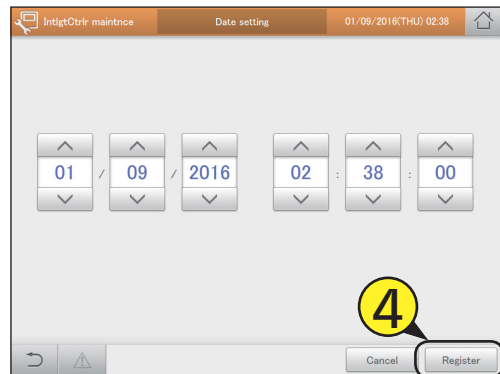 IntlgtCtrlr maintnce Date setting 01/09/2016(THU) 02:38
01 / 09 / 2016 02 : 38 : 00
4
Cancel Register